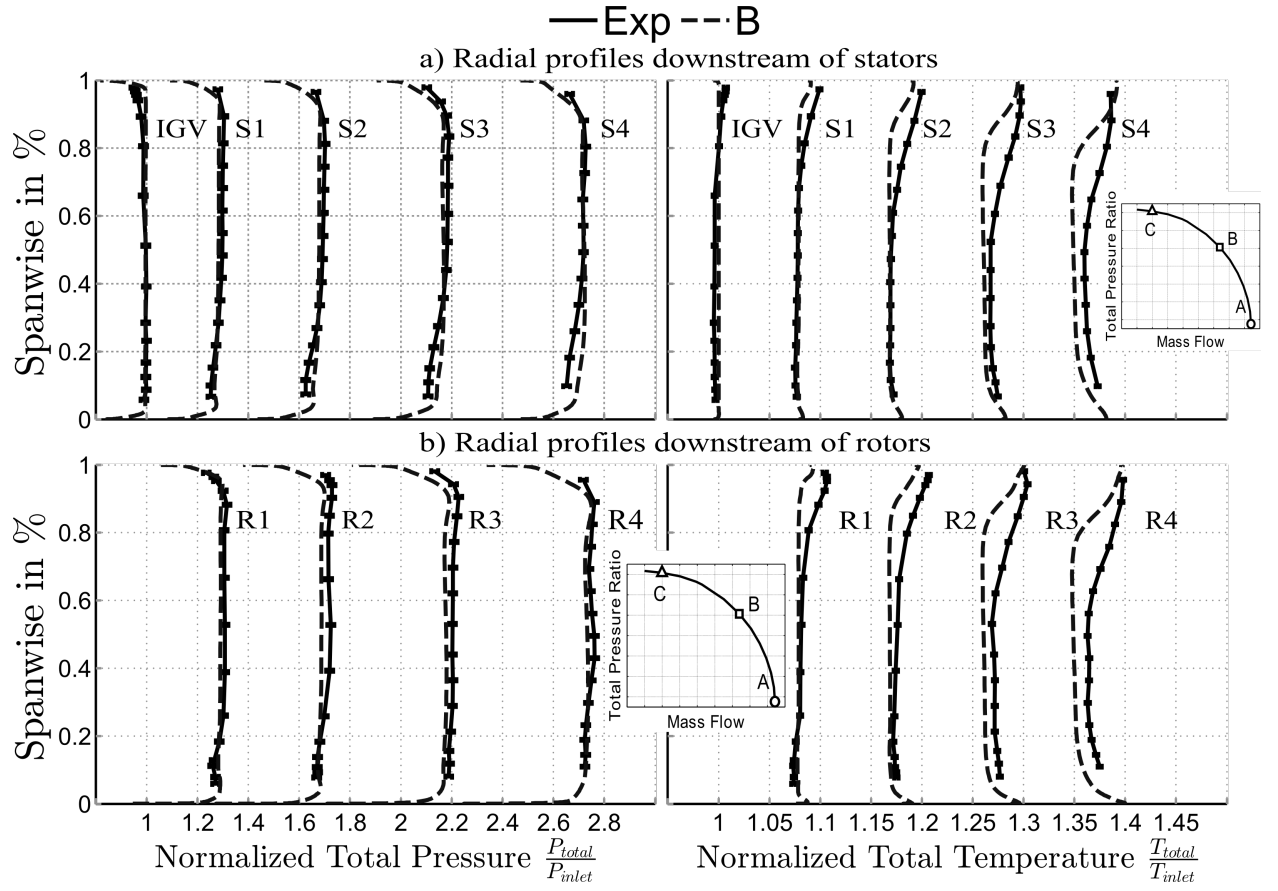 Exp B
a) Radial profiles downstream of stators
1
0.8
0.6
0.4
0.2
0
Spanwise in %
IGV S1 S2 S3 S4
IGV S1 S2 S3 S4
Total Pressure Ratio
C
B
A
Mass Flow
b) Radial profiles downstream of rotors
1
0.8
0.6
0.4
0.2
0
Spanwise in %
R1 R2 R3 R4
R1 R2 R3 R4
Total Pressure Ratio
C
B
A
Mass Flow
1 1.2 1.4 1.6 1.8 2 2.2 2.4 2.6 2.8
1 1.05 1.1 1.15 1.2 1.25 1.3 1.35 1.4 1.45
Normalized Total Pressure P_total/P_inlet
Normalized Total Temperature T_total/T_inlet